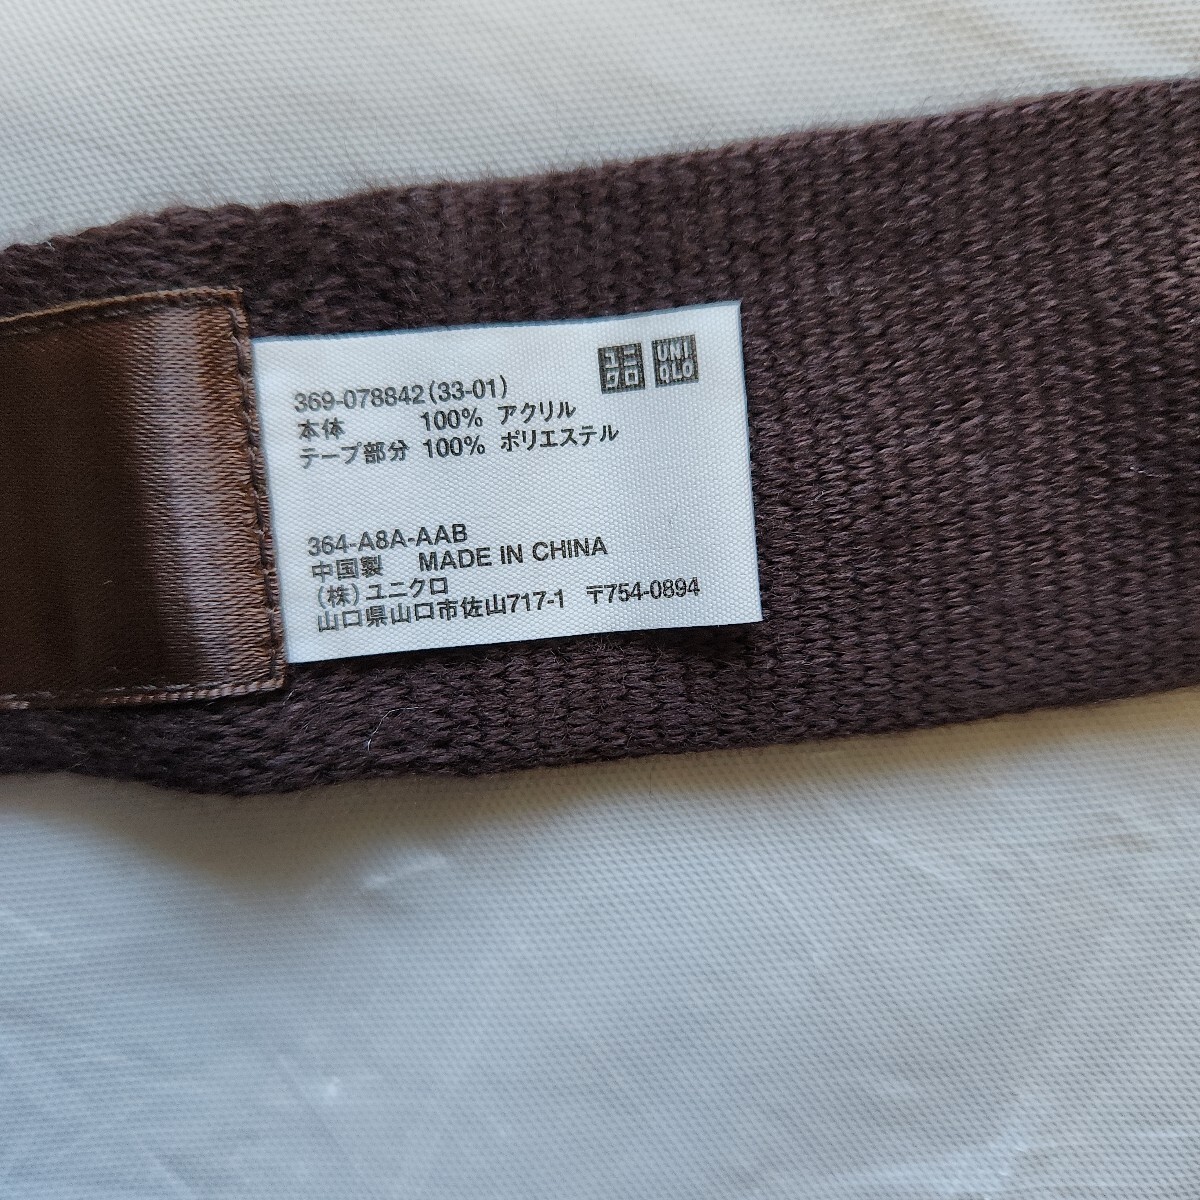 ユニクロ UNIQLO
369-078842(33-01)
本体 100% アクリル
テープ部分 100% ポリエステル
364-A8A-AAB
中国製 MADE IN CHINA
(株)ユニクロ
山口県山口市佐山717-1 〒754-0894